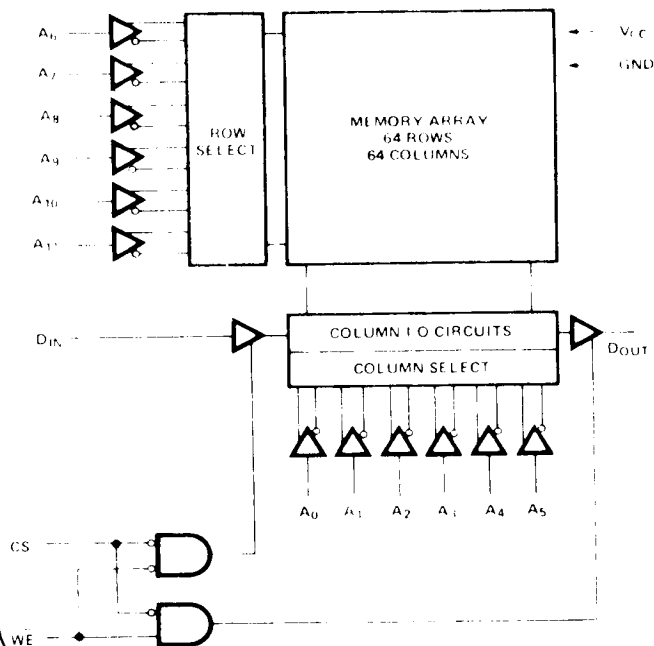 A6
VCC
A7
GND
A8
MEMORY ARRAY
64 ROWS
64 COLUMNS
ROW
SELECT
A9
A10
A11
DIN
COLUMN I O CIRCUITS
DOUT
COLUMN SELECT
A0 A1 A2 A3 A4 A5
CS
WE